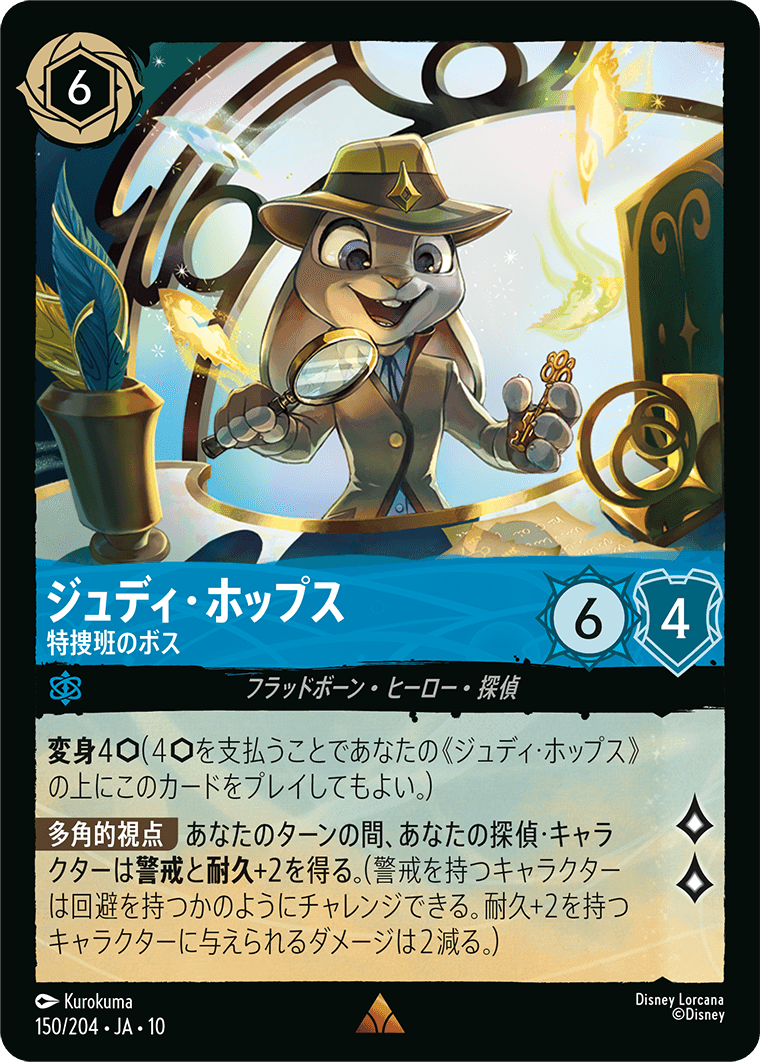 6
ジュディ・ホップス
特捜班のボス
6
4
フラッドボーン・ヒーロー・探偵
変身4⬡(4⬡を支払うことであなたの《ジュディ・ホップス》
の上にこのカードをプレイしてもよい。)
多角的視点 あなたのターンの間、あなたの探偵・キャラ
クターは警戒と耐久+2を得る。(警戒を持つキャラクター
は回避を持つかのようにチャレンジできる。耐久+2を持つ
キャラクターに与えられるダメージは2減る。)
Kurokuma
150/204・JA・10
Disney Lorcana
©Disney